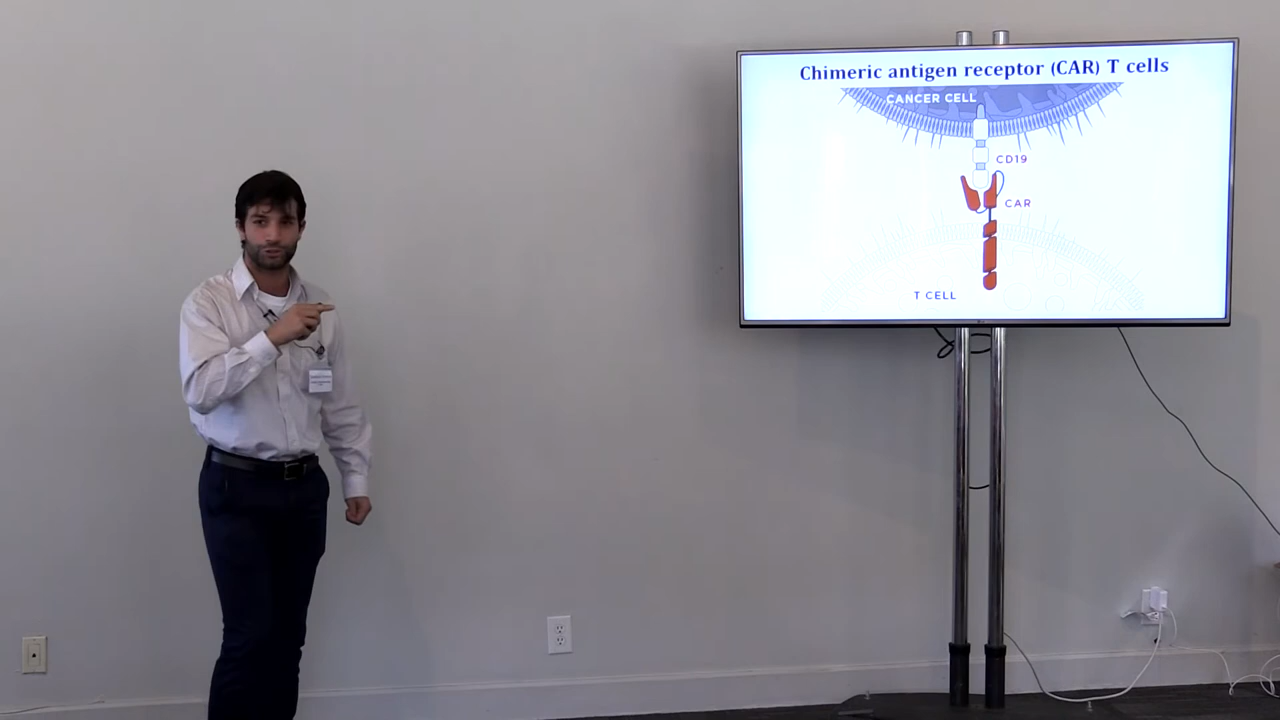 Chimeric antigen receptor (CAR) T cells
CANCER CELL
CD19
CAR
T CELL